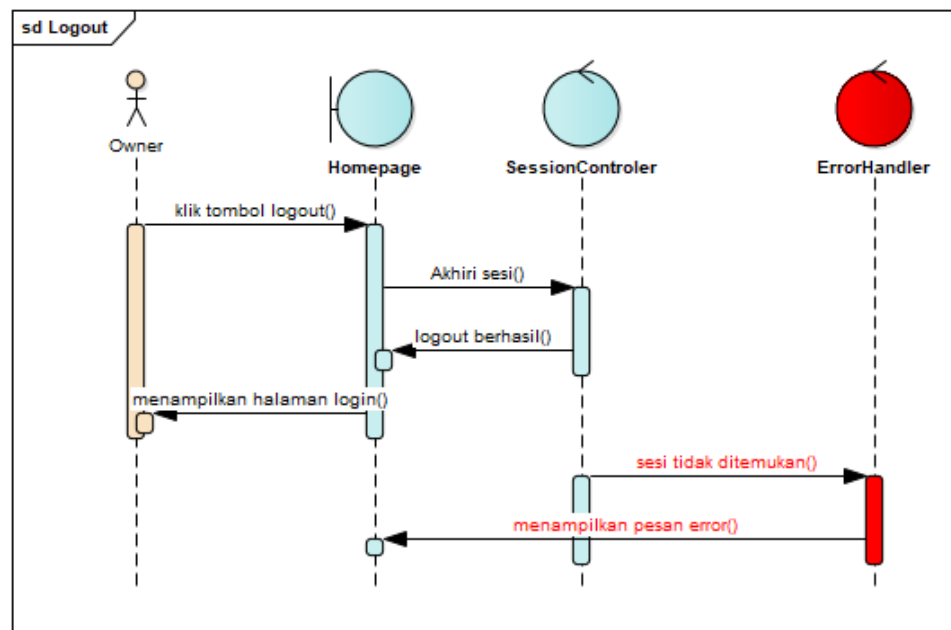 sd Logout
Owner
Homepage
SessionControler
ErrorHandler
klik tombol logout()
Akhiri sesi()
logout berhasil()
menampilkan halaman login()
sesi tidak ditemukan()
menampilkan pesan error()